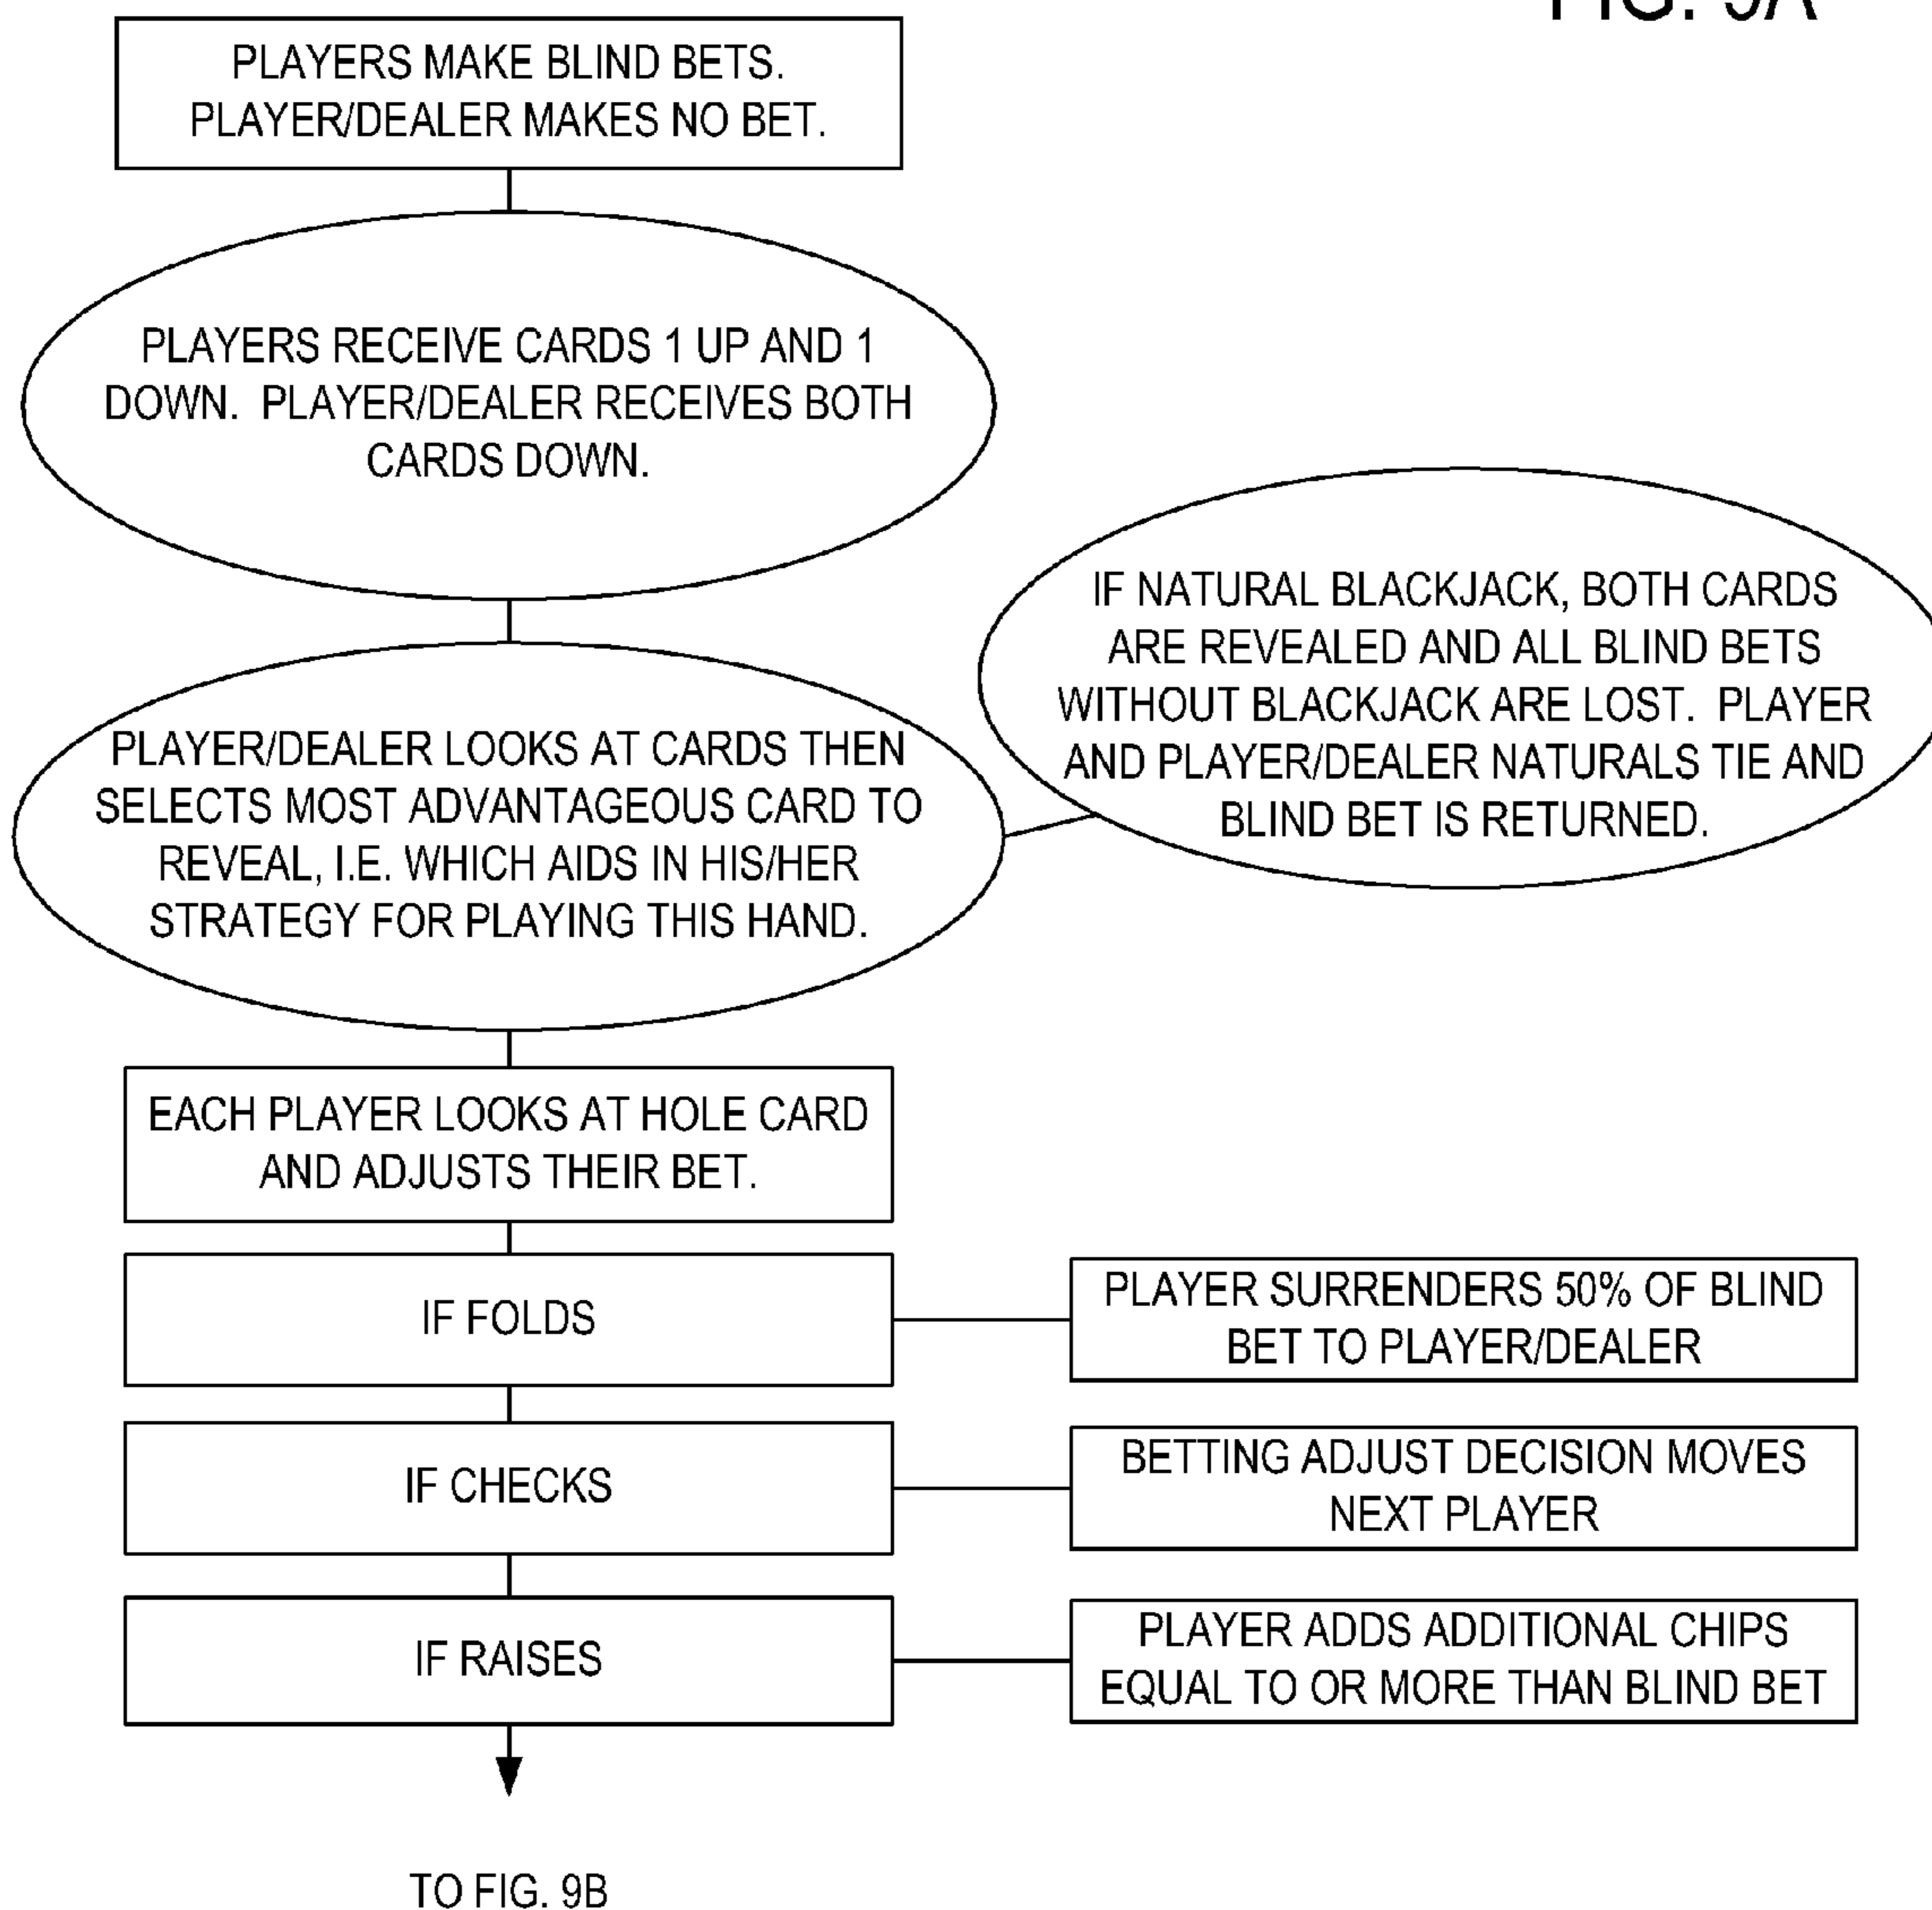 FIG. 9A
PLAYERS MAKE BLIND BETS.
PLAYER/DEALER MAKES NO BET.
PLAYERS RECEIVE CARDS 1 UP AND 1
DOWN. PLAYER/DEALER RECEIVES BOTH
CARDS DOWN.
IF NATURAL BLACKJACK, BOTH CARDS
ARE REVEALED AND ALL BLIND BETS
WITHOUT BLACKJACK ARE LOST. PLAYER
AND PLAYER/DEALER NATURALS TIE AND
BLIND BET IS RETURNED.
PLAYER/DEALER LOOKS AT CARDS THEN
SELECTS MOST ADVANTAGEOUS CARD TO
REVEAL, I.E. WHICH AIDS IN HIS/HER
STRATEGY FOR PLAYING THIS HAND.
EACH PLAYER LOOKS AT HOLE CARD
AND ADJUSTS THEIR BET.
IF FOLDS
PLAYER SURRENDERS 50% OF BLIND
BET TO PLAYER/DEALER
IF CHECKS
BETTING ADJUST DECISION MOVES
NEXT PLAYER
IF RAISES
PLAYER ADDS ADDITIONAL CHIPS
EQUAL TO OR MORE THAN BLIND BET
TO FIG. 9B